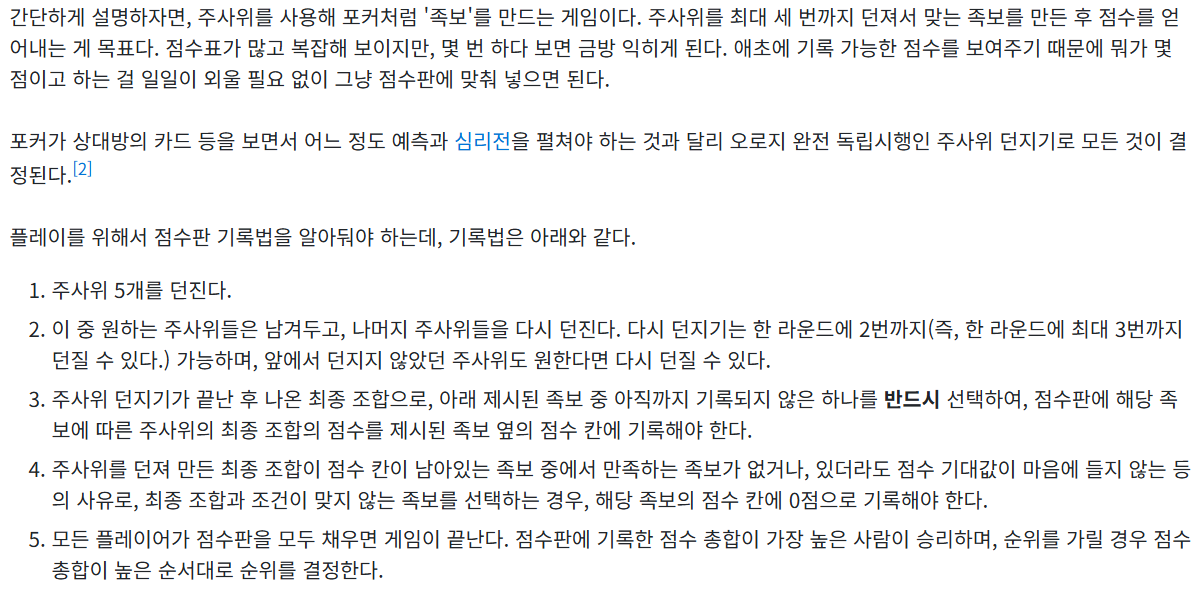 간단하게 설명하자면, 주사위를 사용해 포커처럼 '족보'를 만드는 게임이다. 주사위를 최대 세 번까지 던져서 맞는 족보를 만든 후 점수를 얻
어내는 게 목표다. 점수표가 많고 복잡해 보이지만, 몇 번 하다 보면 금방 익히게 된다. 애초에 기록 가능한 점수를 보여주기 때문에 뭐가 몇
점이고 하는 걸 일일이 외울 필요 없이 그냥 점수판에 맞춰 넣으면 된다.
포커가 상대방의 카드 등을 보면서 어느 정도 예측과 심리전을 펼쳐야 하는 것과 달리 오로지 완전 독립시행인 주사위 던지기로 모든 것이 결
정된다.[2]
플레이를 위해서 점수판 기록법을 알아둬야 하는데, 기록법은 아래와 같다.
1. 주사위 5개를 던진다.
2. 이 중 원하는 주사위들은 남겨두고, 나머지 주사위들을 다시 던진다. 다시 던지기는 한 라운드에 2번까지(즉, 한 라운드에 최대 3번까지
던질 수 있다.) 가능하며, 앞에서 던지지 않았던 주사위도 원한다면 다시 던질 수 있다.
3. 주사위 던지기가 끝난 후 나온 최종 조합으로, 아래 제시된 족보 중 아직까지 기록되지 않은 하나를 반드시 선택하여, 점수판에 해당 족
보에 따른 주사위의 최종 조합의 점수를 제시된 족보 옆의 점수 칸에 기록해야 한다.
4. 주사위를 던져 만든 최종 조합이 점수 칸이 남아있는 족보 중에서 만족하는 족보가 없거나, 있더라도 점수 기대값이 마음에 들지 않는 등
의 사유로, 최종 조합과 조건이 맞지 않는 족보를 선택하는 경우, 해당 족보의 점수 칸에 0점으로 기록해야 한다.
5. 모든 플레이어가 점수판을 모두 채우면 게임이 끝난다. 점수판에 기록한 점수 총합이 가장 높은 사람이 승리하며, 순위를 가릴 경우 점수
총합이 높은 순서대로 순위를 결정한다.